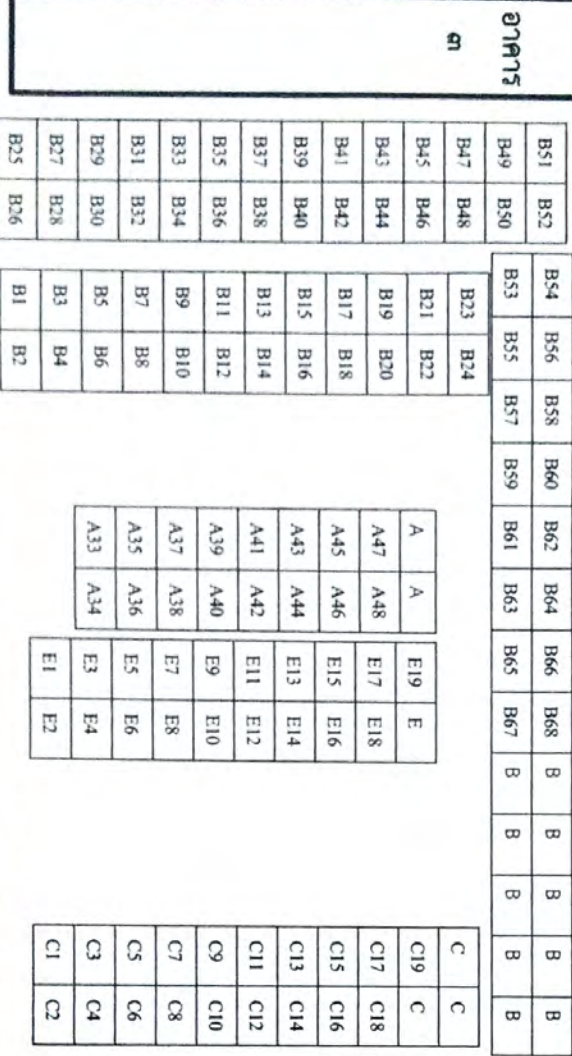 อาคาร
๓
B51 B52 B54 B56 B58 B60 B62 B64 B66 B68 B B B B B
B49 B50 B53 B55 B57 B59 B61 B63 B65 B67 B B B B B
B47 B48 B23 B24 C C
B45 B46 B21 B22 A A E19 E C19 C
B43 B44 B19 B20 A47 A48 E17 E18 C17 C18
B41 B42 B17 B18 A45 A46 E15 E16 C15 C16
B39 B40 B15 B16 A43 A44 E13 E14 C13 C14
B37 B38 B13 B14 A41 A42 E11 E12 C11 C12
B35 B36 B11 B12 A39 A40 E9 E10 C9 C10
B33 B34 B9 B10 A37 A38 E7 E8 C7 C8
B31 B32 B7 B8 A35 A36 E5 E6 C5 C6
B29 B30 B5 B6 A33 A34 E3 E4 C3 C4
B27 B28 B3 B4 E1 E2 C1 C2
B25 B26 B1 B2